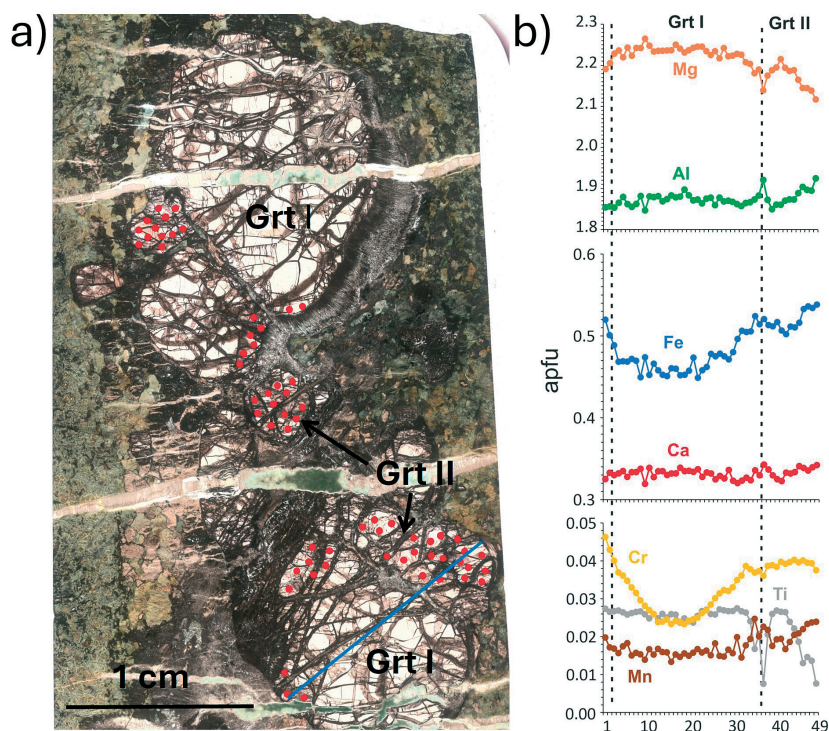 a)
Grt I
Grt II
Grt I
1 cm
b)
Grt I
Grt II
2.3
2.2
2.1
1.9
1.8
Mg
Al
0.6
0.5
0.4
0.3
Fe
Ca
apfu
0.05
0.04
0.03
0.02
0.01
0.00
Cr
Ti
Mn
1
10
20
30
40
49